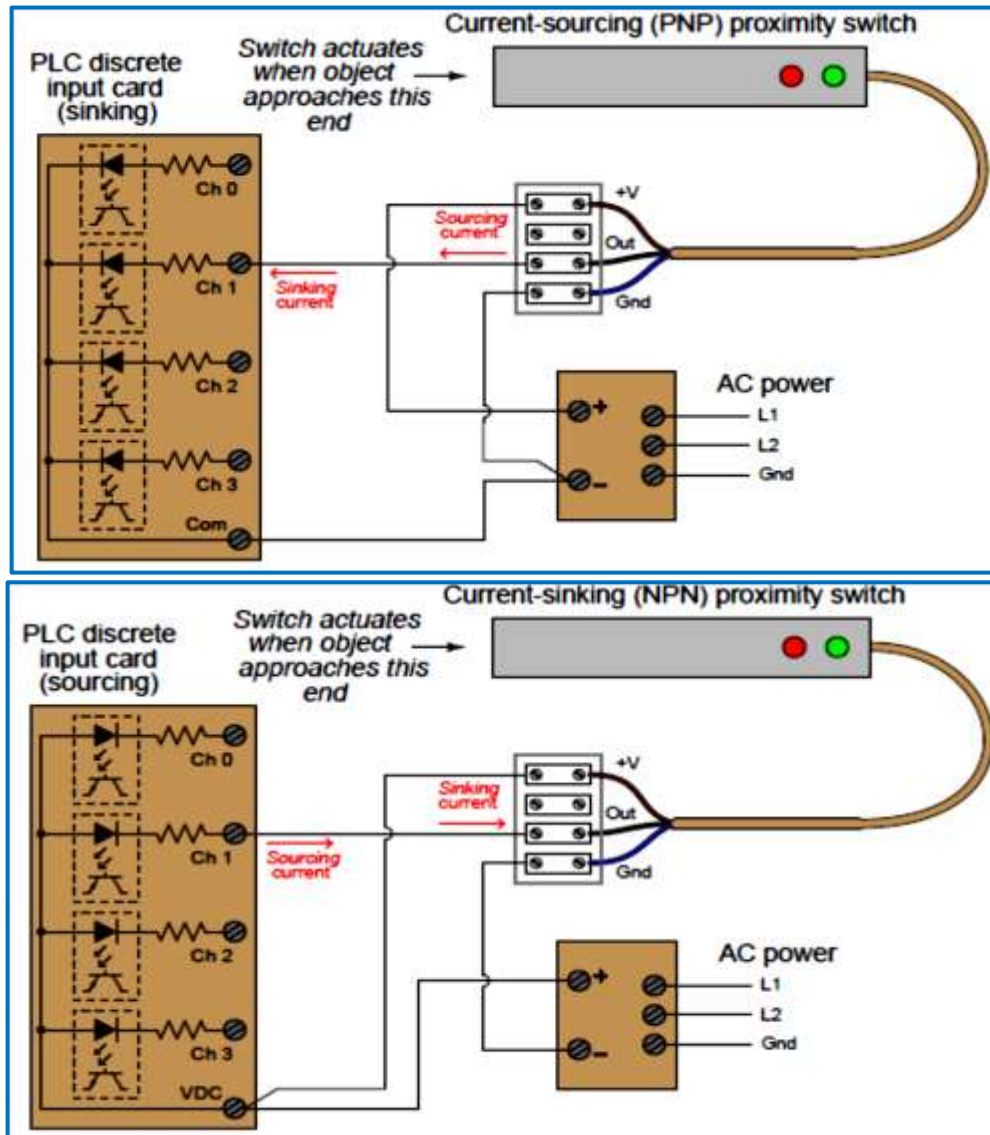 Current-sourcing (PNP) proximity switch
Switch actuates
when object
approaches this
end
PLC discrete
input card
(sinking)
Ch 0
Ch 1
Ch 2
Ch 3
Com
Sourcing
current
Sinking
current
+V
Out
Gnd
AC power
+
-
L1
L2
Gnd
Current-sinking (NPN) proximity switch
Switch actuates
when object
approaches this
end
PLC discrete
input card
(sourcing)
Ch 0
Ch 1
Ch 2
Ch 3
VDC
Sinking
current
Sourcing
current
+V
Out
Gnd
AC power
+
-
L1
L2
Gnd